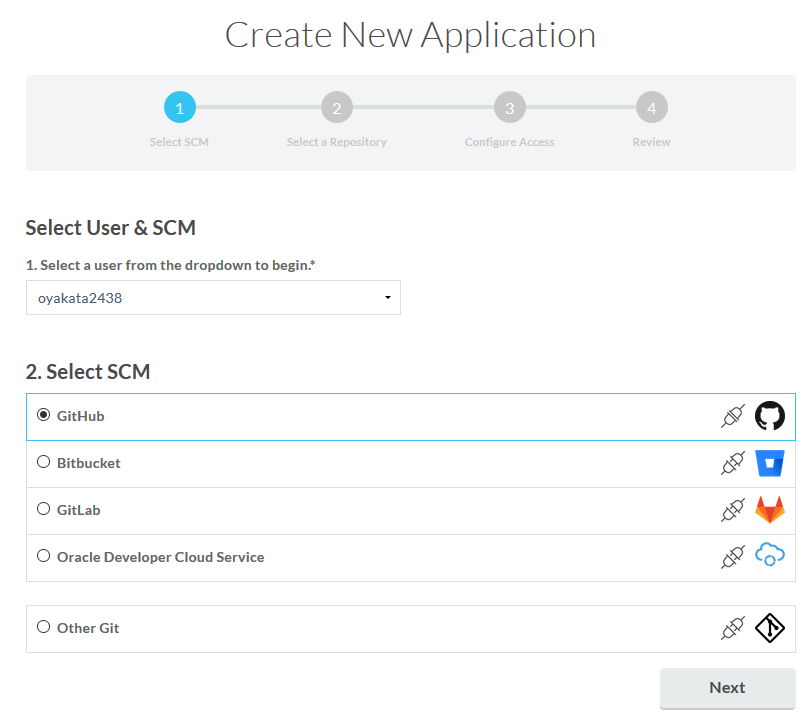 Create New Application
1
2
3
4
Select SCM
Select a Repository
Configure Access
Review
Select User & SCM
1. Select a user from the dropdown to begin.*
oyakata2438
2. Select SCM
GitHub
Bitbucket
GitLab
Oracle Developer Cloud Service
Other Git
Next